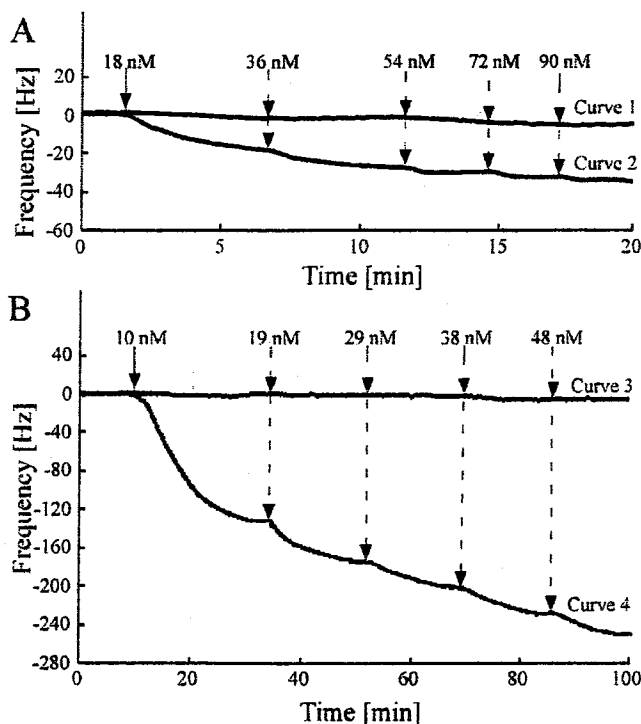 A
18 nM 36 nM 54 nM 72 nM 90 nM
20
0
-20
-40
-60
Frequency [Hz]
Curve 1
Curve 2
0 5 10 15 20
Time [min]
B
10 nM 19 nM 29 nM 38 nM 48 nM
40
0
-40
-80
-120
-160
-200
-240
-280
Frequency [Hz]
Curve 3
Curve 4
0 20 40 60 80 100
Time [min]